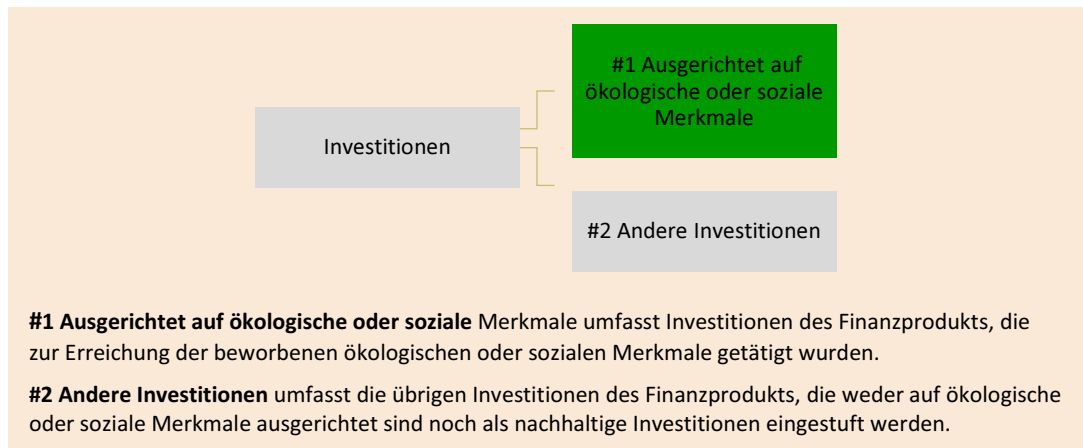 #1 Ausgerichtet auf
ökologische oder soziale
Merkmale
Investitionen
#2 Andere Investitionen
#1 Ausgerichtet auf ökologische oder soziale Merkmale umfasst Investitionen des Finanzprodukts, die
zur Erreichung der beworbenen ökologischen oder sozialen Merkmale getätigt wurden.
#2 Andere Investitionen umfasst die übrigen Investitionen des Finanzprodukts, die weder auf ökologische
oder soziale Merkmale ausgerichtet sind noch als nachhaltige Investitionen eingestuft werden.